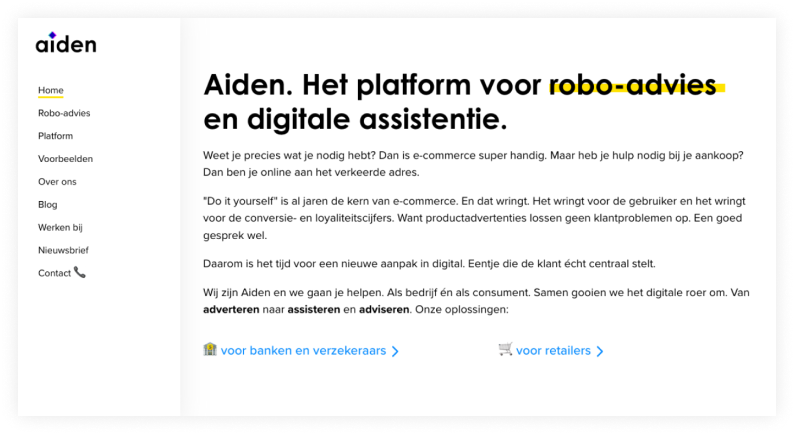 aiden
Home
Robo-advies
Platform
Voorbeelden
Over ons
Blog
Werken bij
Nieuwsbrief
Contact
Aiden. Het platform voor robo-advies
en digitale assistentie.
Weet je precies wat je nodig hebt? Dan is e-commerce super handig. Maar heb je hulp nodig bij je aankoop?
Dan ben je online aan het verkeerde adres.
"Do it yourself" is al jaren de kern van e-commerce. En dat wringt. Het wringt voor de gebruiker en het wringt
voor de conversie- en loyaliteitscijfers. Want productadvertenties lossen geen klantproblemen op. Een goed
gesprek wel.
Daarom is het tijd voor een nieuwe aanpak in digital. Eentje die de klant écht centraal stelt.
Wij zijn Aiden en we gaan je helpen. Als bedrijf én als consument. Samen gooien we het digitale roer om. Van
adverteren naar assisteren en adviseren. Onze oplossingen:
voor banken en verzekeraars
voor retailers